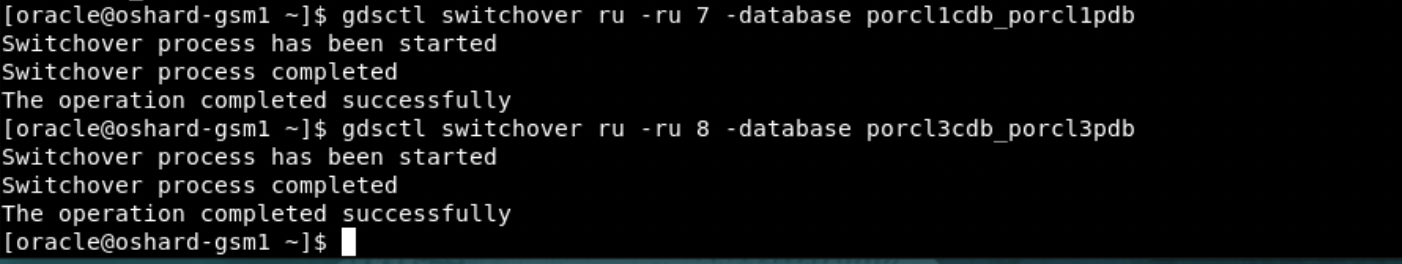 [oracle@oshard-gsm1 ~]$ gdsctl switchover ru -ru 7 -database porcl1cdb_porcl1pdb
Switchover process has been started
Switchover process completed
The operation completed successfully
[oracle@oshard-gsm1 ~]$ gdsctl switchover ru -ru 8 -database porcl3cdb_porcl3pdb
Switchover process has been started
Switchover process completed
The operation completed successfully
[oracle@oshard-gsm1 ~]$